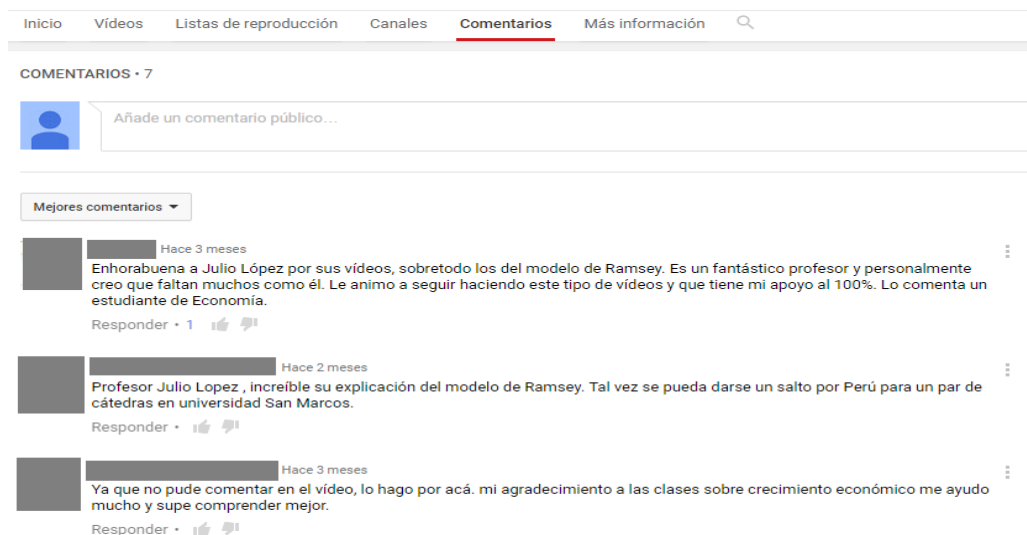 Inicio Vídeos Listas de reproducción Canales Comentarios Más información
COMENTARIOS • 7
Añade un comentario público...
Mejores comentarios
Hace 3 meses
Enhorabuena a Julio López por sus vídeos, sobretodo los del modelo de Ramsey. Es un fantástico profesor y personalmente
creo que faltan muchos como él. Le animo a seguir haciendo este tipo de vídeos y que tiene mi apoyo al 100%. Lo comenta un
estudiante de Economía.
Responder • 1
Hace 2 meses
Profesor Julio Lopez , increíble su explicación del modelo de Ramsey. Tal vez se pueda darse un salto por Perú para un par de
cátedras en universidad San Marcos.
Responder •
Hace 3 meses
Ya que no pude comentar en el vídeo, lo hago por acá. mi agradecimiento a las clases sobre crecimiento económico me ayudo
mucho y supe comprender mejor.
Responder •